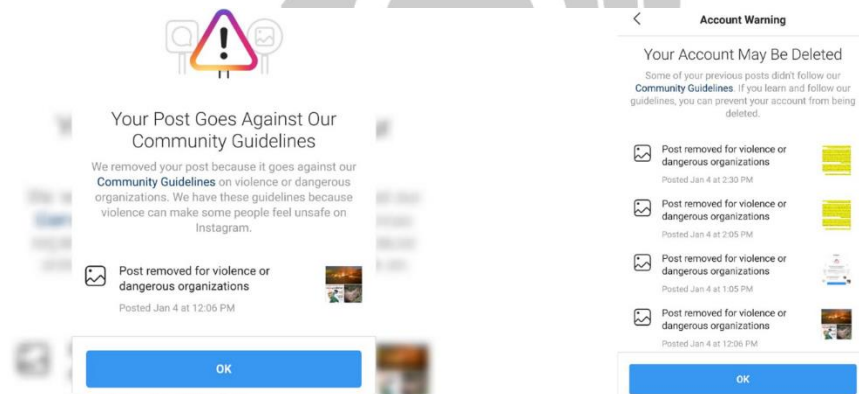 Your Post Goes Against Our
Community Guidelines
We removed your post because it goes against our
Community Guidelines on violence or dangerous
organizations. We have these guidelines because
violence can make some people feel unsafe on
Instagram.
Post removed for violence or
dangerous organizations
Posted Jan 4 at 12:06 PM
OK
Account Warning
Your Account May Be Deleted
Some of your previous posts didn't follow our
Community Guidelines. If you learn and follow our
guidelines, you can prevent your account from being
deleted.
Post removed for violence or
dangerous organizations
Posted Jan 4 at 2:30 PM
Post removed for violence or
dangerous organizations
Posted Jan 4 at 2:05 PM
Post removed for violence or
dangerous organizations
Posted Jan 4 at 1:05 PM
Post removed for violence or
dangerous organizations
Posted Jan 4 at 12:06 PM
OK